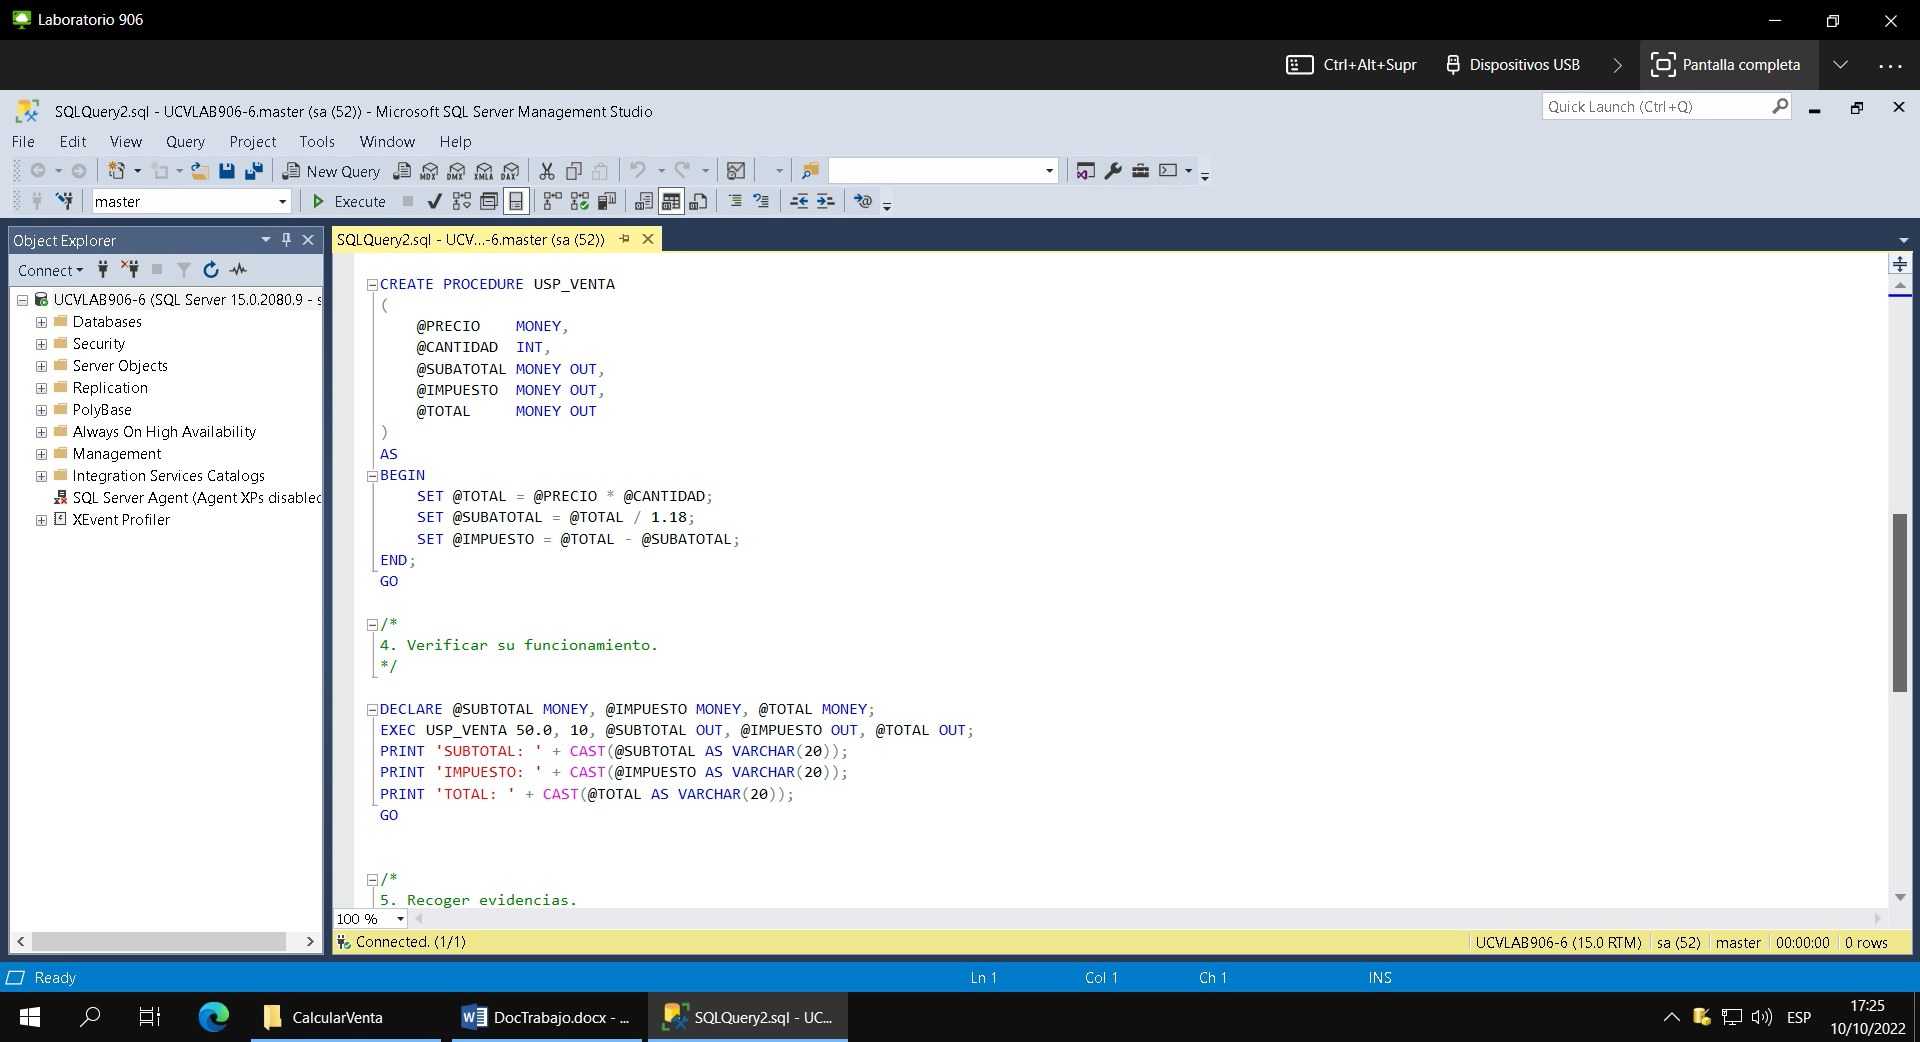 Laboratorio 906
Ctrl+Alt+Supr
Dispositivos USB
Pantalla completa
SQLQuery2.sql - UCVLAB906-6.master (sa (52)) - Microsoft SQL Server Management Studio
Quick Launch (Ctrl+Q)
File Edit View Query Project Tools Window Help
New Query MDX DMX XMLA DAX
master Execute
Object Explorer
SQLQuery2.sql - UCV...-6.master (sa (52))
Connect
UCVLAB906-6 (SQL Server 15.0.2080.9 - s
Databases
Security
Server Objects
Replication
PolyBase
Always On High Availability
Management
Integration Services Catalogs
SQL Server Agent (Agent XPs disabled
XEvent Profiler
CREATE PROCEDURE USP_VENTA
(
@PRECIO MONEY,
@CANTIDAD INT,
@SUBATOTAL MONEY OUT,
@IMPUESTO MONEY OUT,
@TOTAL MONEY OUT
)
AS
BEGIN
SET @TOTAL = @PRECIO * @CANTIDAD;
SET @SUBATOTAL = @TOTAL / 1.18;
SET @IMPUESTO = @TOTAL - @SUBATOTAL;
END;
GO
/*
4. Verificar su funcionamiento.
*/
DECLARE @SUBTOTAL MONEY, @IMPUESTO MONEY, @TOTAL MONEY;
EXEC USP_VENTA 50.0, 10, @SUBTOTAL OUT, @IMPUESTO OUT, @TOTAL OUT;
PRINT 'SUBTOTAL: ' + CAST(@SUBTOTAL AS VARCHAR(20));
PRINT 'IMPUESTO: ' + CAST(@IMPUESTO AS VARCHAR(20));
PRINT 'TOTAL: ' + CAST(@TOTAL AS VARCHAR(20));
GO
/*
5. Recoger evidencias.
100 %
Connected. (1/1)
UCVLAB906-6 (15.0 RTM) sa (52) master 00:00:00 0 rows
Ready Ln 1 Col 1 Ch 1 INS
CalcularVenta
DocTrabajo.docx - ...
SQLQuery2.sql - UC...
ESP
17:25
10/10/2022